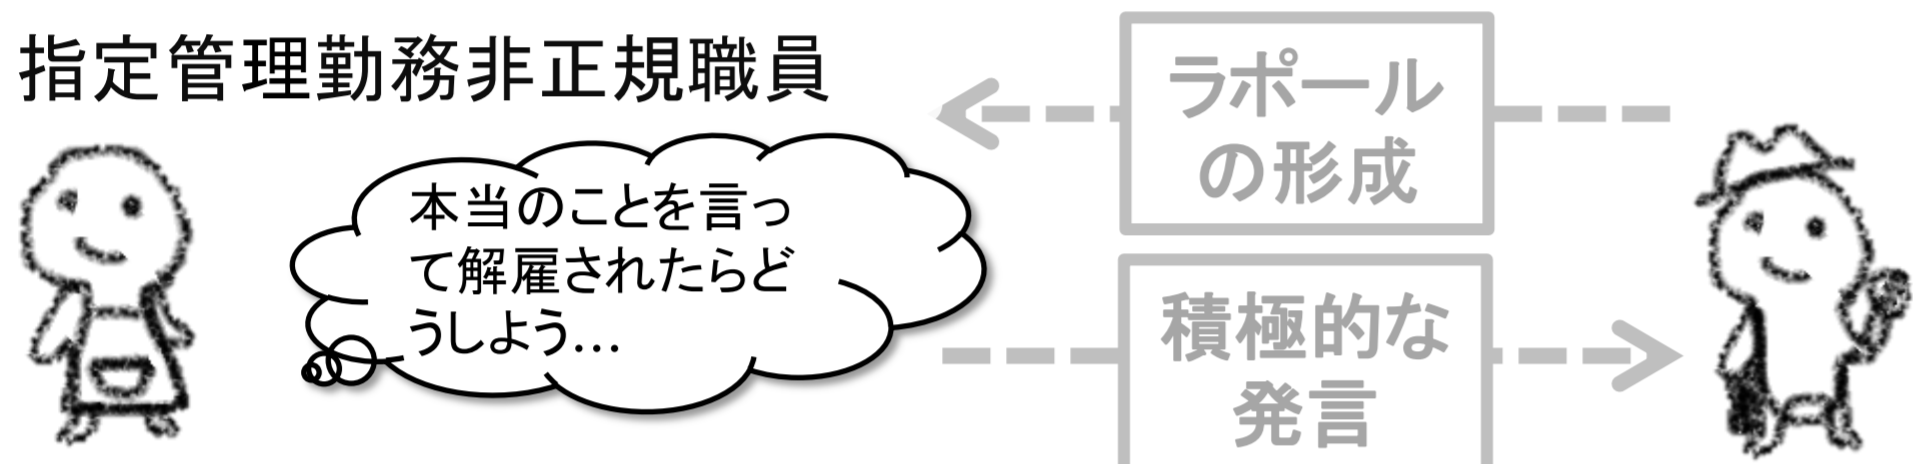 指定管理勤務非正規職員
本当のことを言っ
て解雇されたらど
うしよう…
ラポール
の形成
積極的な
発言